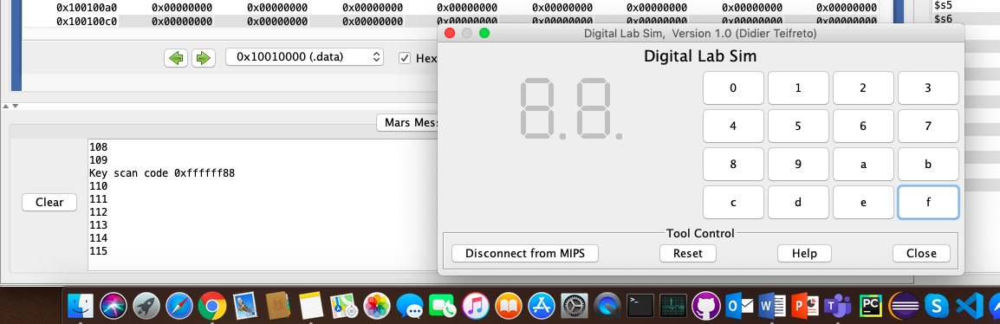 0x100100a0 0x00000000 0x00000000 0x00000000 0x00000000 0x00000000 0x00000000 0x00000000 0x00000000
0x100100c0 0x00000000 0x00000000 0x00000000 0x00000000 0x00000000 0x00000000 0x00000000 0x00000000
$s5
$s6
0x10010000 (.data)
Hex
Mars Mes
Clear
108
109
Key scan code 0xffffff88
110
111
112
113
114
115
Digital Lab Sim, Version 1.0 (Didier Teifreto)
Digital Lab Sim
8.8.
0 1 2 3
4 5 6 7
8 9 a b
c d e f
Tool Control
Disconnect from MIPS Reset Help Close
PC